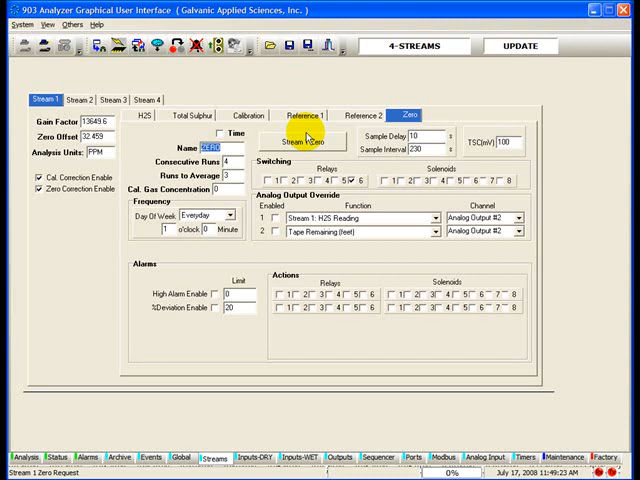 903 Analyzer Graphical User Interface ( Galvanic Applied Sciences, Inc. )
System View Others Help
4-STREAMS UPDATE
Stream 1 Stream 2 Stream 3 Stream 4
H2S Total Sulphur Calibration Reference 1 Reference 2 Zero
Gain Factor 13649.6
Zero Offset 32.459
Analysis Units: PPM
Cal. Correction Enable
Zero Correction Enable
Time
Name ZERO
Consecutive Runs 4
Runs to Average 3
Cal. Gas Concentration 0
Stream 1 Zero
Sample Delay 10
Sample Interval 230
TSC(mV) 100
Switching
Relays Solenoids
1 2 3 4 5 6 1 2 3 4 5 6 7 8
Frequency
Day Of Week Everyday
1 o'clock 0 Minute
Analog Output Override
Enabled Function Channel
1 Stream 1: H2S Reading Analog Output #2
2 Tape Remaining (feet) Analog Output #2
Alarms
Limit
High Alarm Enable 0
%Deviation Enable 20
Actions
Relays Solenoids
1 2 3 4 5 6 1 2 3 4 5 6 7 8
1 2 3 4 5 6 1 2 3 4 5 6 7 8
Analysis Status Alarms Archive Events Global Streams Inputs-DRY Inputs-WET Outputs Sequencer Ports Modbus Analog Input Timers Maintenance Factory
Stream 1 Zero Request 0% July 17, 2008 11:49:23 AM